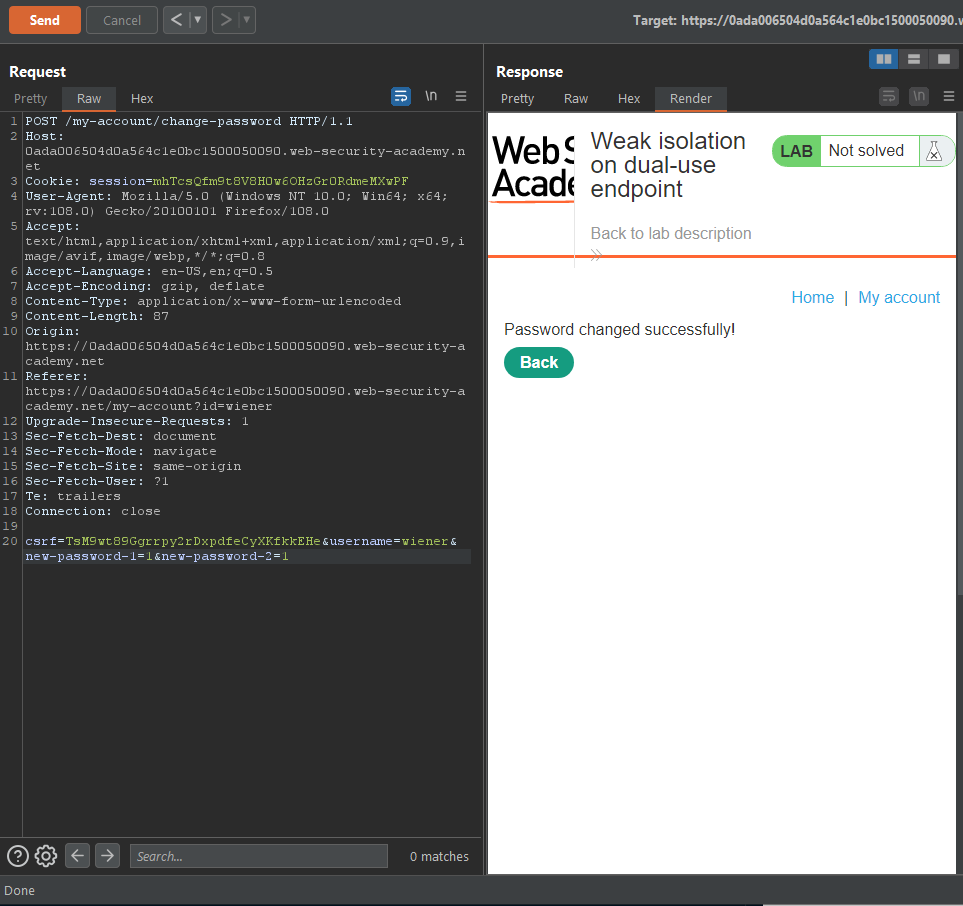 Send
Cancel
<
>
Target: https://0ada006504d0a564c1e0bc1500050090.w
Request
Pretty
Raw
Hex
\n
1 POST /my-account/change-password HTTP/1.1
2 Host:
0ada006504d0a564c1e0bc1500050090.web-security-academy.n
et
3 Cookie: session=mhTcsQfm9t8V8H0w6OHzGr0RdmeMXwPF
4 User-Agent: Mozilla/5.0 (Windows NT 10.0; Win64; x64;
rv:108.0) Gecko/20100101 Firefox/108.0
5 Accept:
text/html,application/xhtml+xml,application/xml;q=0.9,i
mage/avif,image/webp,*/*;q=0.8
6 Accept-Language: en-US,en;q=0.5
7 Accept-Encoding: gzip, deflate
8 Content-Type: application/x-www-form-urlencoded
9 Content-Length: 87
10 Origin:
https://0ada006504d0a564c1e0bc1500050090.web-security-a
cademy.net
11 Referer:
https://0ada006504d0a564c1e0bc1500050090.web-security-a
cademy.net/my-account?id=wiener
12 Upgrade-Insecure-Requests: 1
13 Sec-Fetch-Dest: document
14 Sec-Fetch-Mode: navigate
15 Sec-Fetch-Site: same-origin
16 Sec-Fetch-User: ?1
17 Te: trailers
18 Connection: close
19
20 csrf=TsM9wt89Ggrrpy2rDxpdfeCyXKfkkEHe&username=wiener&
new-password-1=1&new-password-2=1
?
Search...
0 matches
Response
Pretty
Raw
Hex
Render
\n
Web S
Acade
Weak isolation
on dual-use
endpoint
LAB
Not solved
Back to lab description
Home | My account
Password changed successfully!
Back
Done